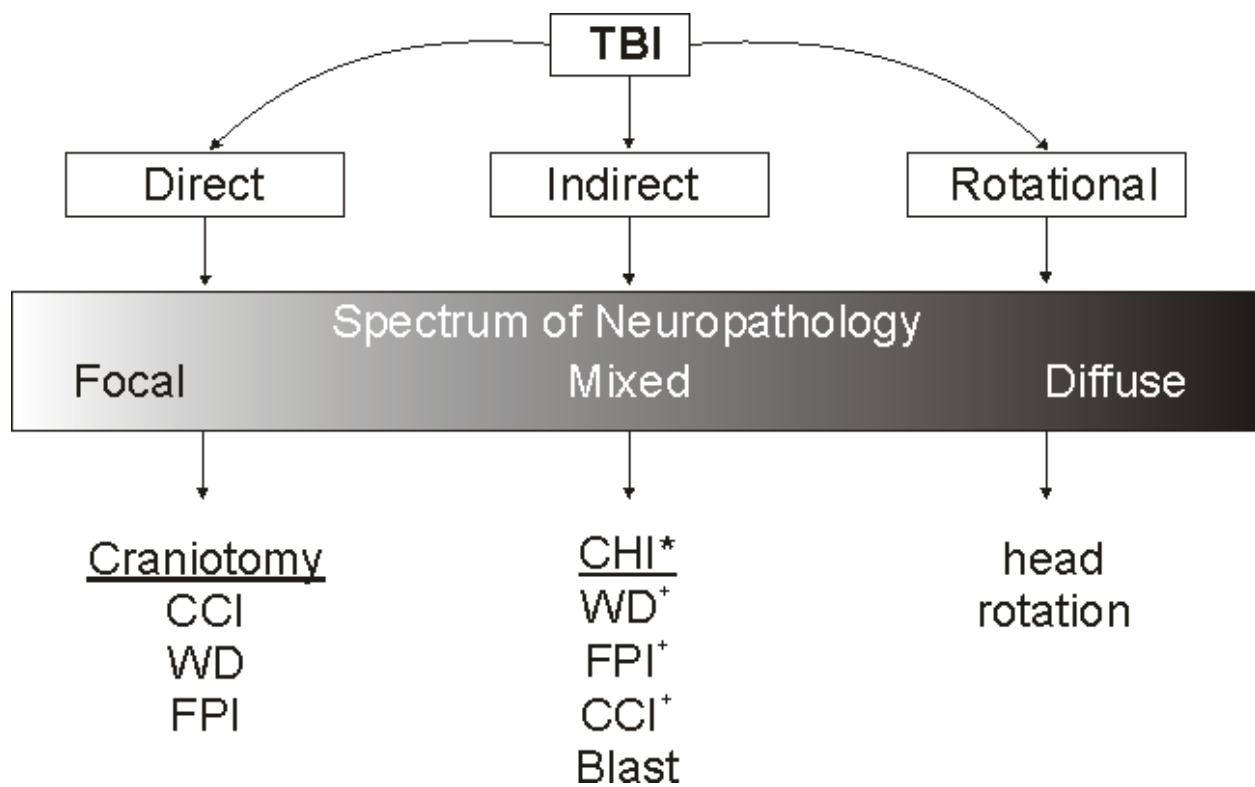 TBI
Direct
Indirect
Rotational
Spectrum of Neuropathology
Focal
Mixed
Diffuse
Craniotomy
CCI
WD
FPI
CHI*
WD+
FPI+
CCI+
Blast
head
rotation